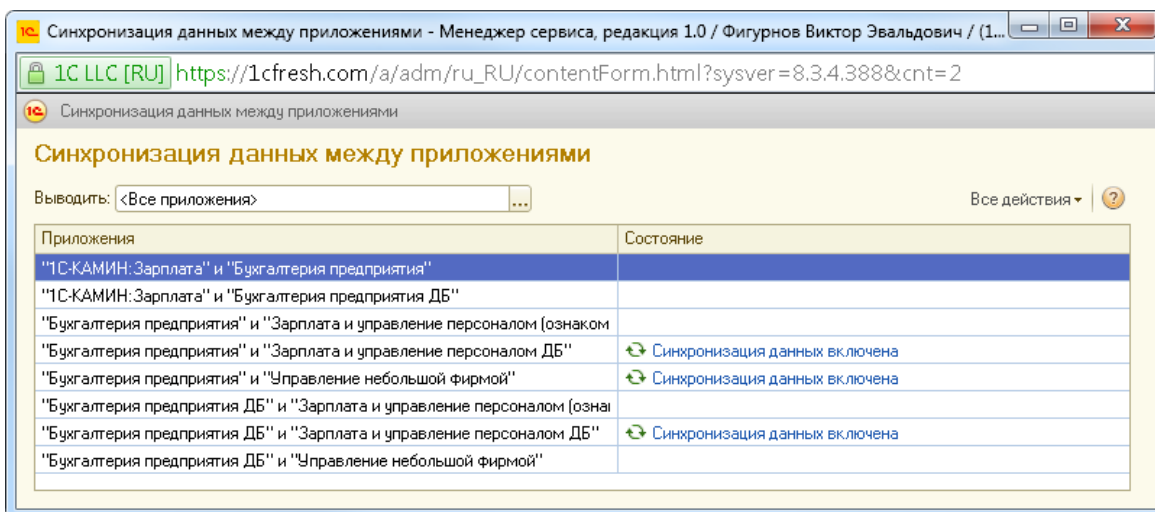 1С Синхронизация данных между приложениями - Менеджер сервиса, редакция 1.0 / Фигурнов Виктор Эвальдович / (1...
1C LLC [RU] https://1cfresh.com/a/adm/ru_RU/contentForm.html?sysver=8.3.4.388&cnt=2
1С Синхронизация данных между приложениями
Синхронизация данных между приложениями
Выводить: <Все приложения> ... Все действия ?
Приложения Состояние
"1С-КАМИН:Зарплата" и "Бухгалтерия предприятия"
"1С-КАМИН:Зарплата" и "Бухгалтерия предприятия ДБ"
"Бухгалтерия предприятия" и "Зарплата и управление персоналом (ознаком
"Бухгалтерия предприятия" и "Зарплата и управление персоналом ДБ" Синхронизация данных включена
"Бухгалтерия предприятия" и "Управление небольшой фирмой" Синхронизация данных включена
"Бухгалтерия предприятия ДБ" и "Зарплата и управление персоналом (озна
"Бухгалтерия предприятия ДБ" и "Зарплата и управление персоналом ДБ" Синхронизация данных включена
"Бухгалтерия предприятия ДБ" и "Управление небольшой фирмой"